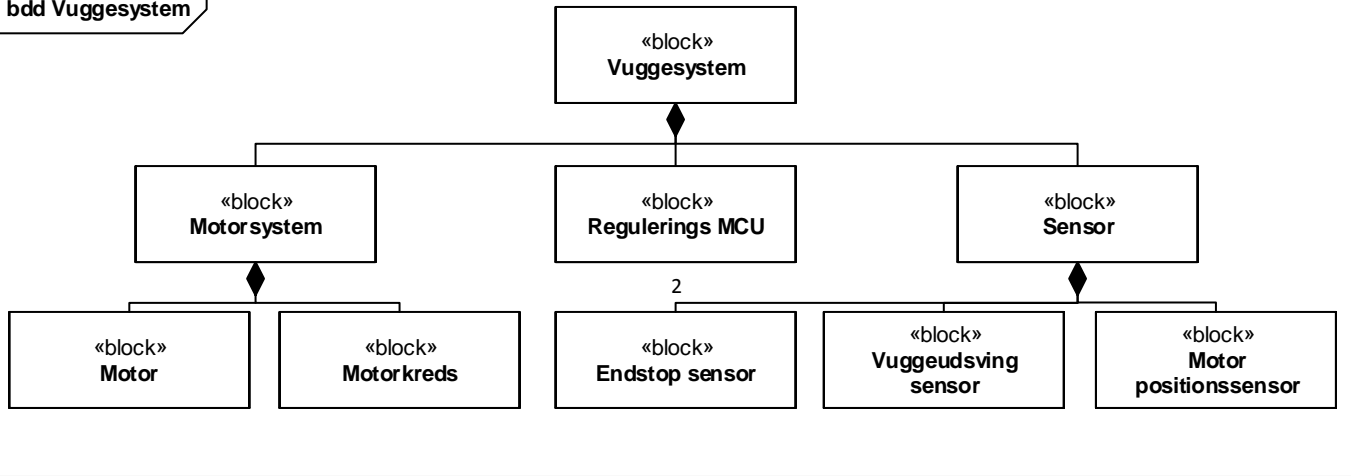 bdd Vuggesystem
«block»
Vuggesystem
«block»
Motorsystem
«block»
Regulerings MCU
«block»
Sensor
2
«block»
Motor
«block»
Motorkreds
«block»
Endstop sensor
«block»
Vuggeudsving
sensor
«block»
Motor
positionssensor